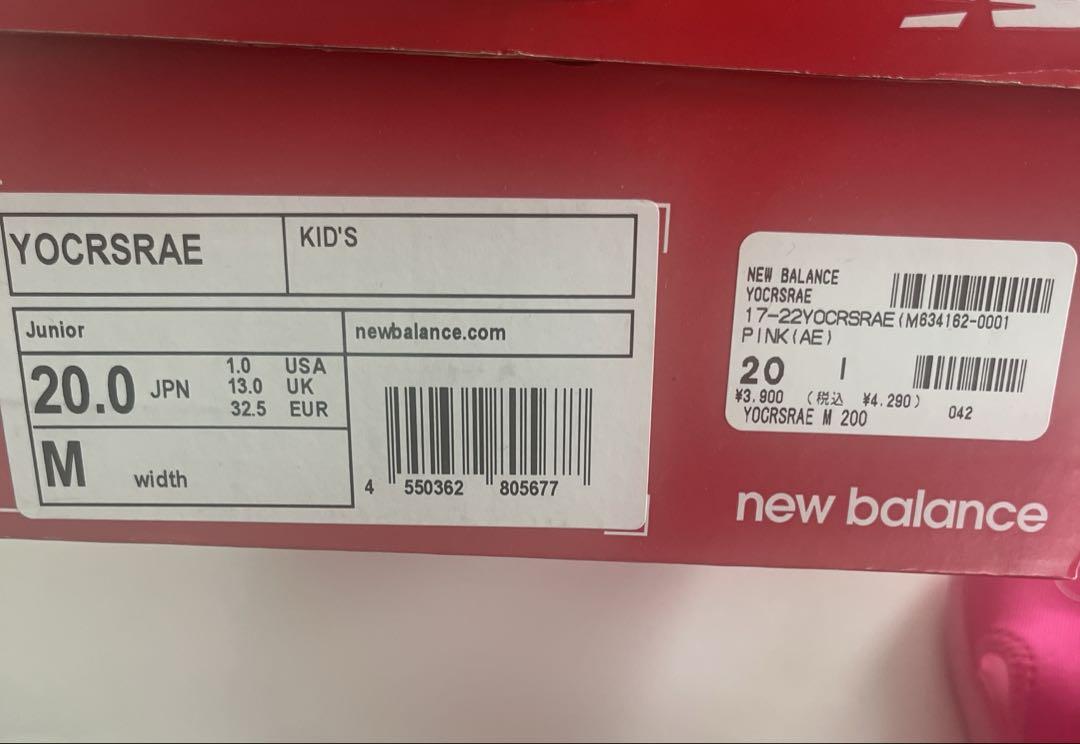 YOCRSRAE
KID'S
Junior
newbalance.com
20.0 JPN
1.0 USA
13.0 UK
32.5 EUR
M width
4 550362 805677
NEW BALANCE
YOCRSRAE
17-22YOCRSRAE(M634162-0001
PINK(AE)
20 I
¥3.900 (税込 ¥4.290)
YOCRSRAE M 200
042
new balance